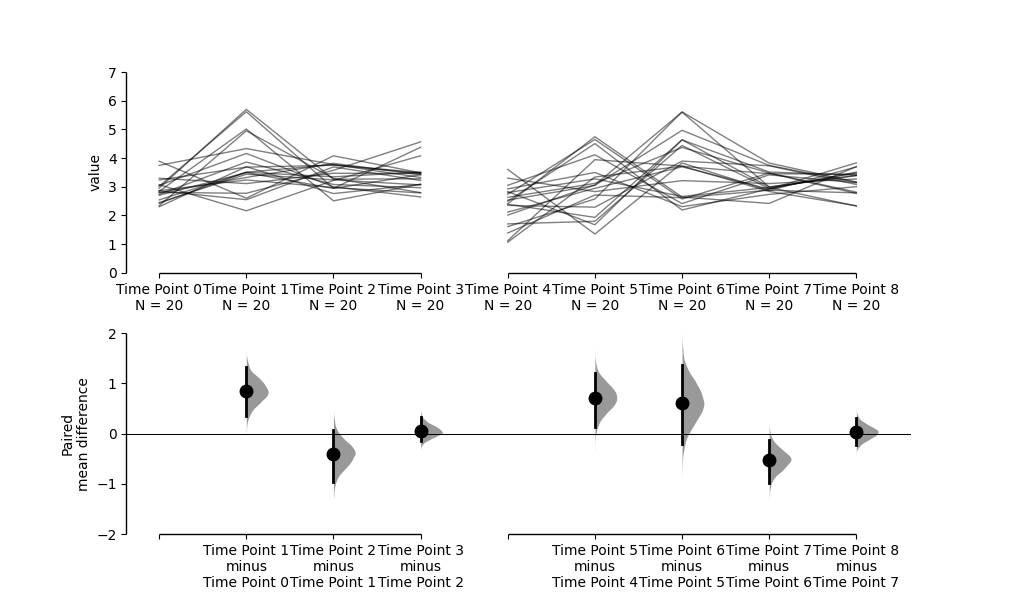 7
6
5
4
3
2
1
0
value
Time Point 0 Time Point 1 Time Point 2 Time Point 3 Time Point 4 Time Point 5 Time Point 6 Time Point 7 Time Point 8
N = 20 N = 20 N = 20 N = 20 N = 20 N = 20 N = 20 N = 20 N = 20
2
1
0
−1
−2
Paired
mean difference
Time Point 1 Time Point 2 Time Point 3 Time Point 5 Time Point 6 Time Point 7 Time Point 8
minus minus minus minus minus minus minus
Time Point 0 Time Point 1 Time Point 2 Time Point 4 Time Point 5 Time Point 6 Time Point 7